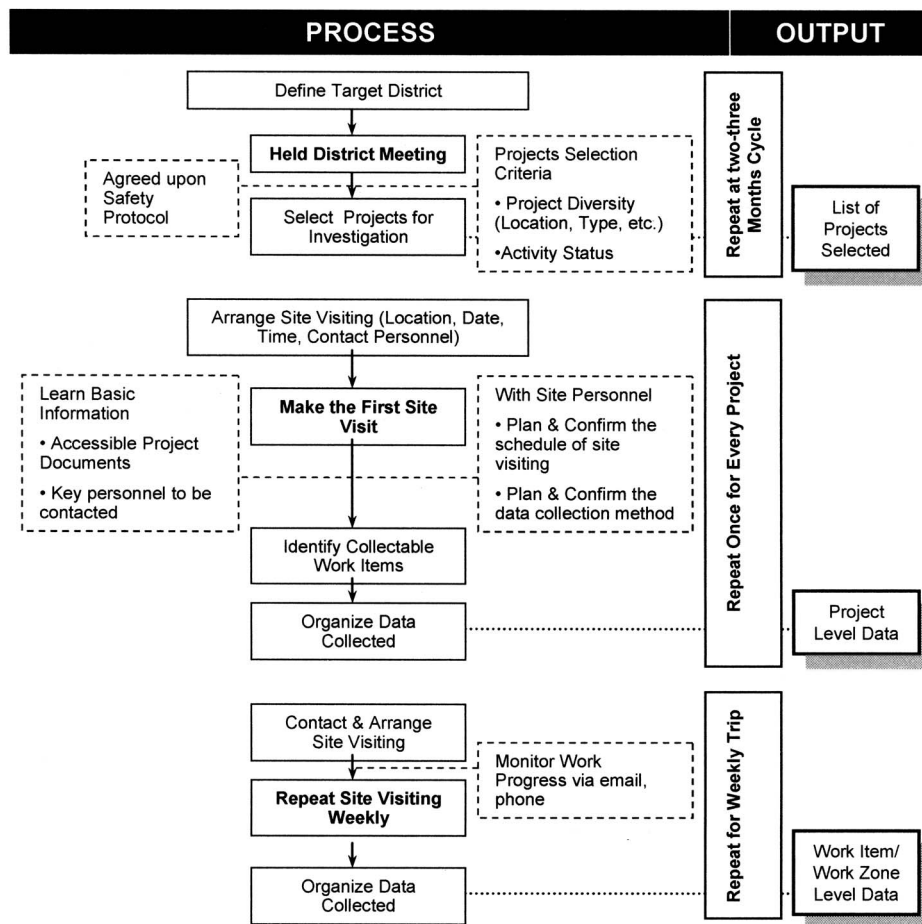 PROCESS
OUTPUT
Define Target District
Held District Meeting
Agreed upon
Safety
Protocol
Projects Selection
Criteria
• Project Diversity
(Location, Type, etc.)
•Activity Status
Select Projects for
Investigation
Repeat at two-three
Months Cycle
List of
Projects
Selected
Arrange Site Visiting (Location, Date,
Time, Contact Personnel)
Learn Basic
Information
• Accessible Project
Documents
• Key personnel to be
contacted
Make the First Site
Visit
With Site Personnel
• Plan & Confirm the
schedule of site
visiting
• Plan & Confirm the
data collection method
Identify Collectable
Work Items
Organize Data
Collected
Repeat Once for Every Project
Project
Level Data
Contact & Arrange
Site Visiting
Monitor Work
Progress via email,
phone
Repeat Site Visiting
Weekly
Organize Data
Collected
Repeat for Weekly Trip
Work Item/
Work Zone
Level Data